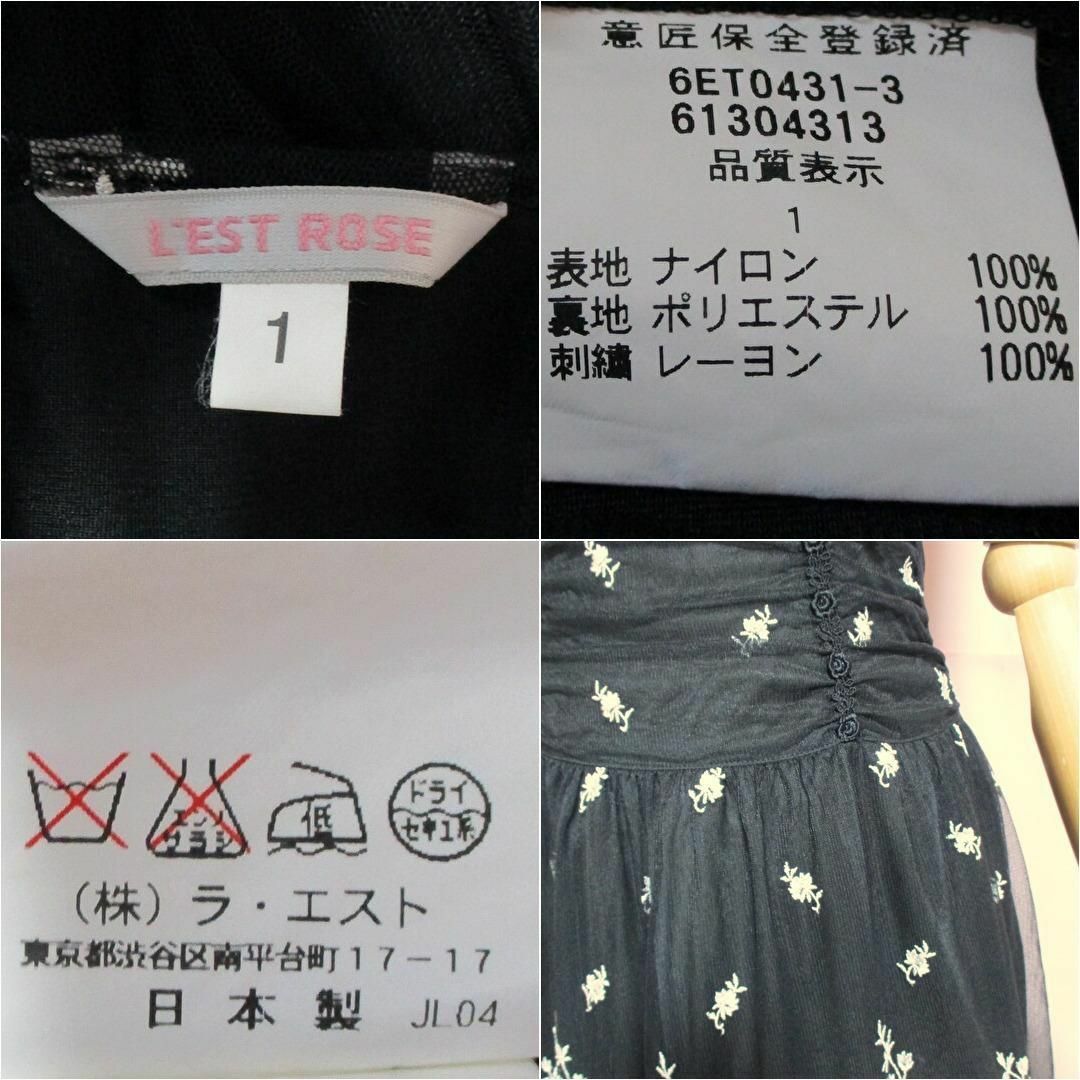 L'EST ROSE
1
意匠保全登録済
6ET0431-3
61304313
品質表示
1
表地 ナイロン 100%
裏地 ポリエステル 100%
刺繍 レーヨン 100%
エンソ
サラシ
低
ドライ
セキユ系
(株)ラ・エスト
東京都渋谷区南平台町17-17
日本製 JL04